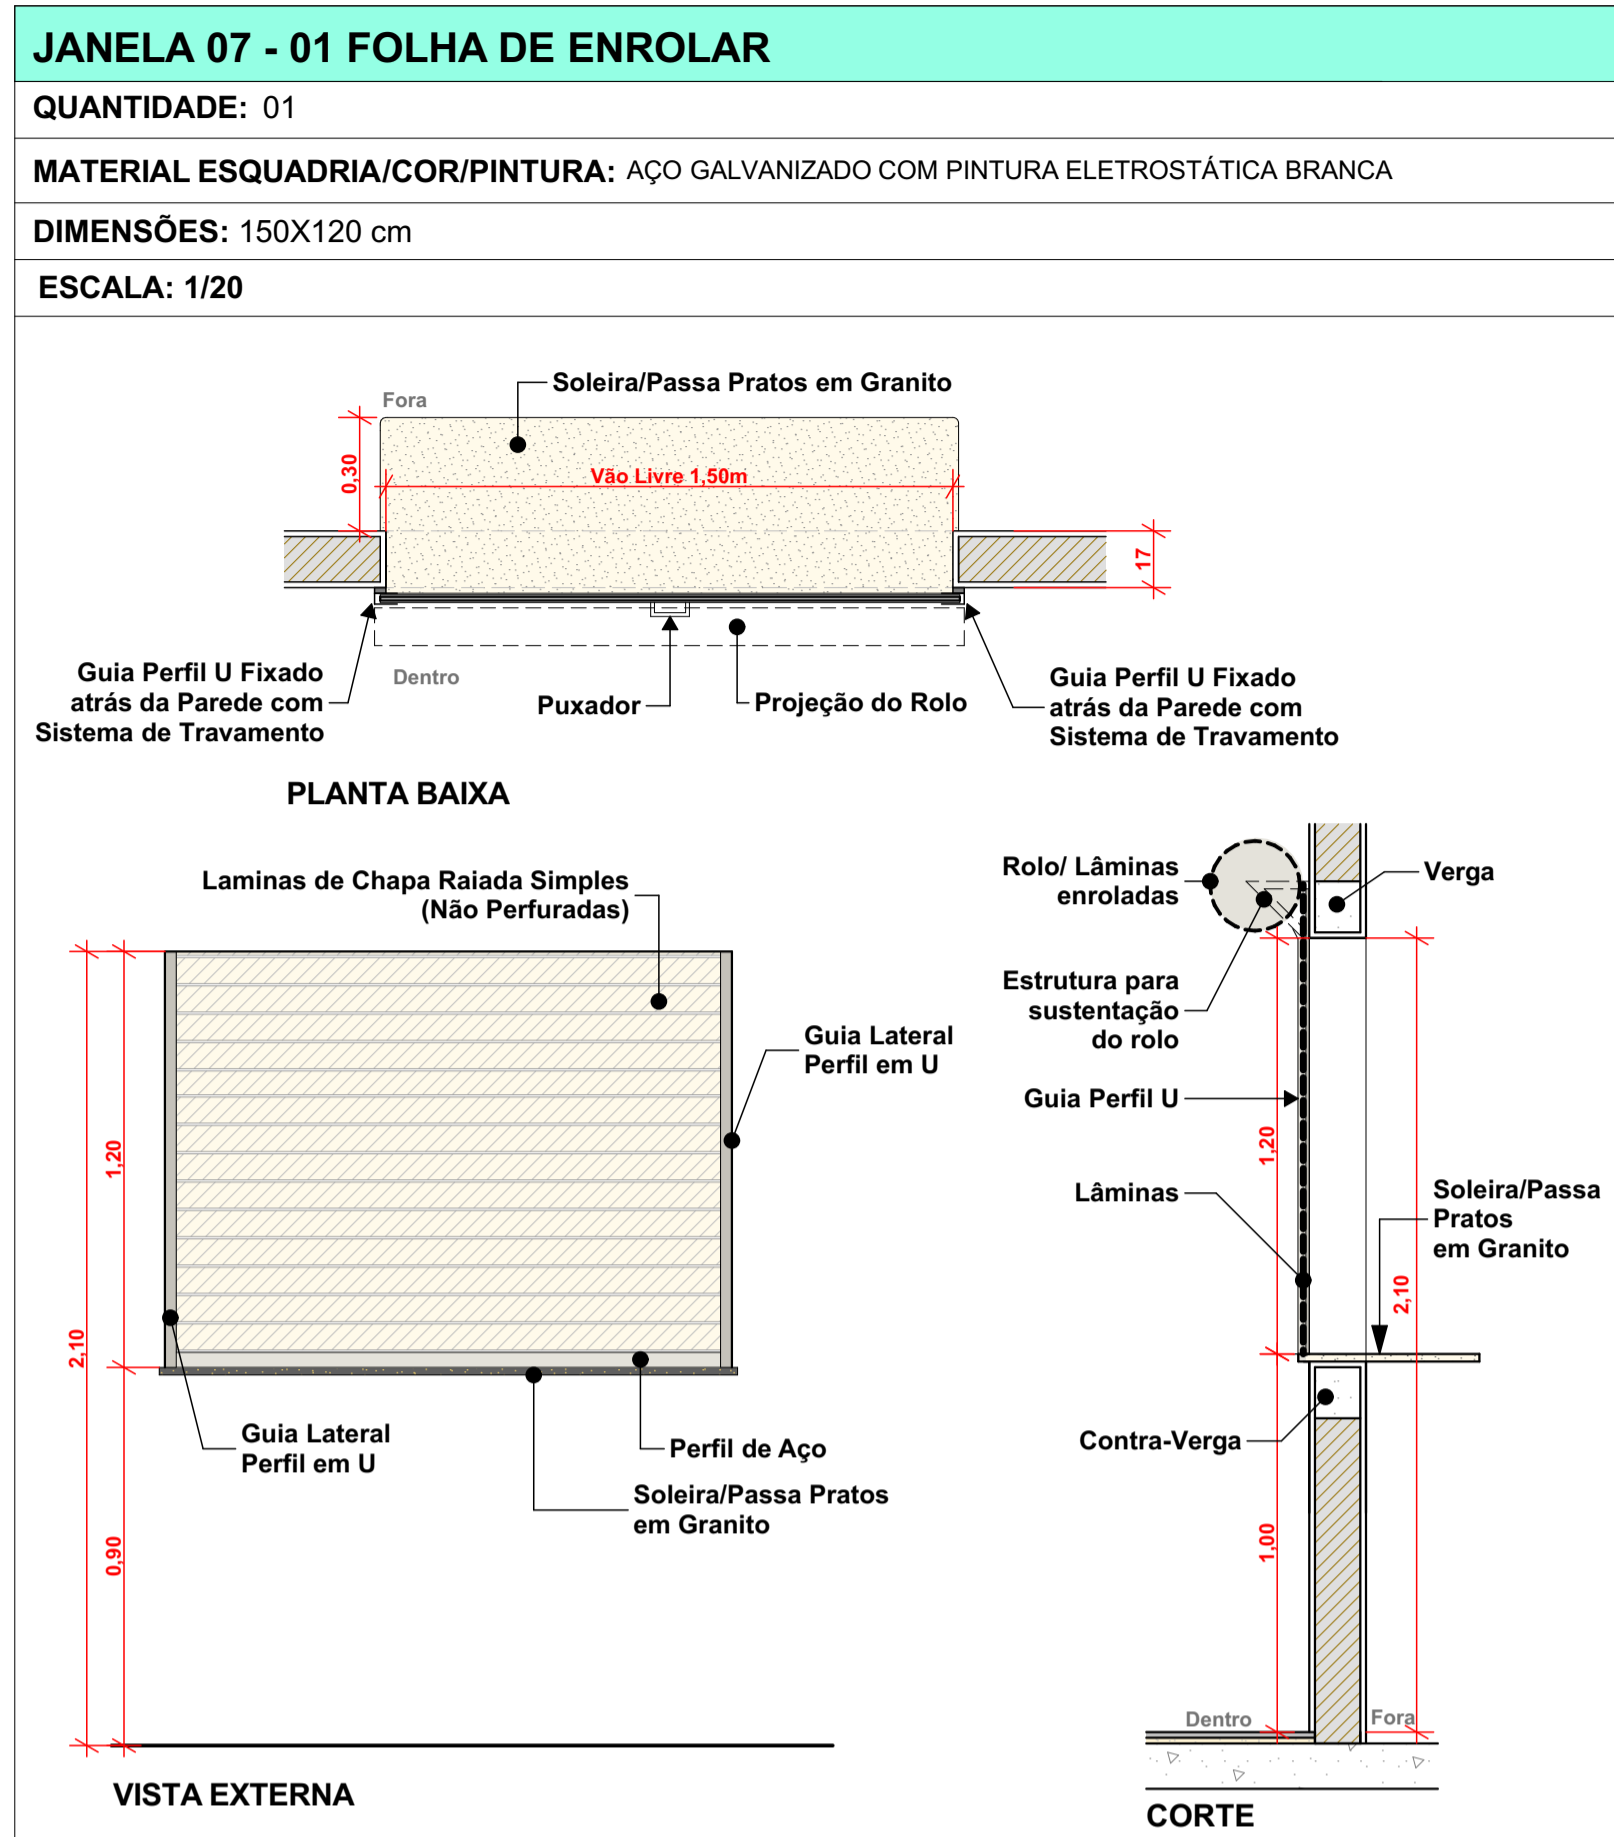 JANELA 07 - 01 FOLHA DE ENROLAR
QUANTIDADE: 01
MATERIAL ESQUADRIA/COR/PINTURA: AÇO GALVANIZADO COM PINTURA ELETROSTÁTICA BRANCA
DIMENSÕES: 150X120 cm
ESCALA: 1/20
Soleira/Passa Pratos em Granito
Fora
0,30
Vão Livre 1,50m
17
Guia Perfil U Fixado
atrás da Parede com
Sistema de Travamento
Dentro
Puxador
Projeção do Rolo
Guia Perfil U Fixado
atrás da Parede com
Sistema de Travamento
PLANTA BAIXA
Laminas de Chapa Raiada Simples
(Não Perfuradas)
Guia Lateral
Perfil em U
1,20
2,10
0,90
Guia Lateral
Perfil em U
Perfil de Aço
Soleira/Passa Pratos
em Granito
VISTA EXTERNA
Rolo/ Lâminas
enroladas
Verga
Estrutura para
sustentação
do rolo
Guia Perfil U
1,20
Lâminas
Soleira/Passa
Pratos
em Granito
2,10
Contra-Verga
1,00
Dentro
Fora
CORTE